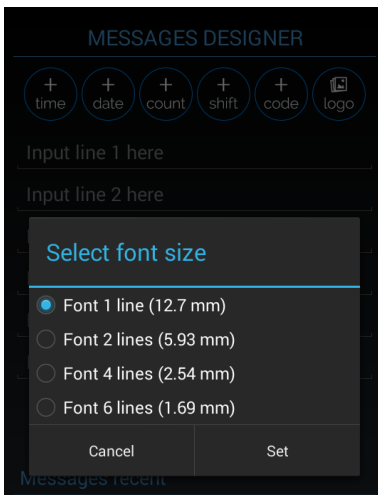 MESSAGES DESIGNER
+ + + + +
time date count shift code logo
Input line 1 here
Input line 2 here
Select font size
Font 1 line (12.7 mm)
Font 2 lines (5.93 mm)
Font 4 lines (2.54 mm)
Font 6 lines (1.69 mm)
Cancel Set
Messages recent